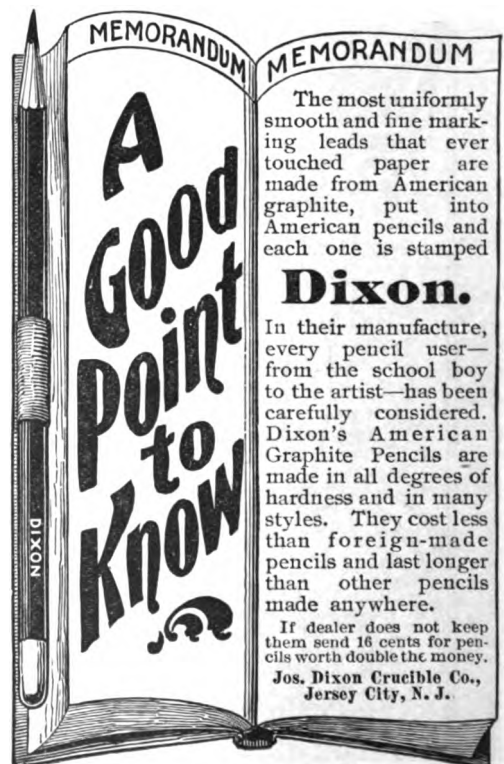 MEMORANDUM
A
Good
Point
to
Know
DIXON
MEMORANDUM
The most uniformly
smooth and fine mark-
ing leads that ever
touched paper are
made from American
graphite, put into
American pencils and
each one is stamped
Dixon.
In their manufacture,
every pencil user—
from the school boy
to the artist—has been
carefully considered.
Dixon's American
Graphite Pencils are
made in all degrees of
hardness and in many
styles. They cost less
than foreign-made
pencils and last longer
than other pencils
made anywhere.
If dealer does not keep
them send 16 cents for pen-
cils worth double the money.
Jos. Dixon Crucible Co.,
Jersey City, N. J.